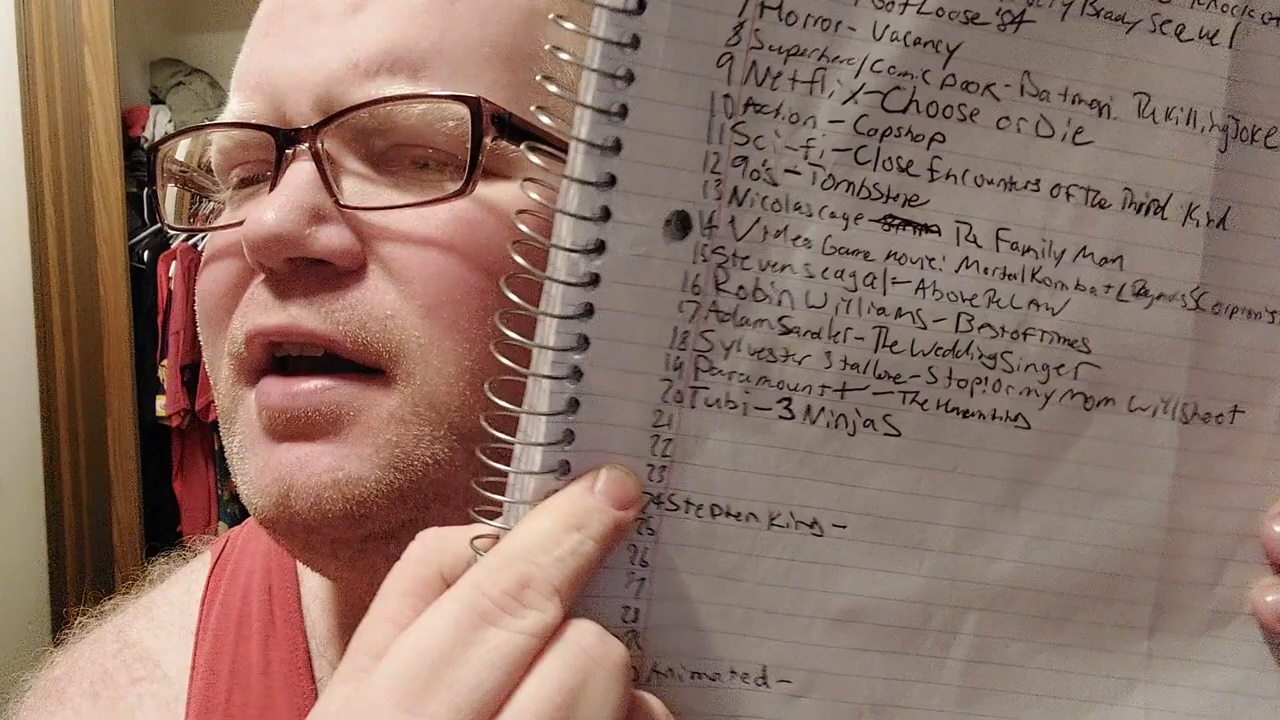 Brady Sequel
Footloose '84
7 Horror - Vacancy
8 Superhero/Comic Book - Batman: The Killing Joke
9 Netflix - Choose or Die
10 Action - Copshop
11 Sci-fi - Close Encounters of The Third Kind
12 90's - Tombstone
13 Nicolas cage The Family Man
14 Video Game movie: Mortal Kombat Scorpion's
15 Steven seagal - Above The LAW
16 Robin Williams - Best of Times
17 Adam Sandler - The Wedding Singer
18 Sylvester Stallone - Stop! Or my Mom will shoot
19 Paramount+ - The Haunting
20 Tubi - 3 Ninjas
21
22
23
24 Stephen King -
25
26
27
28
Animated -